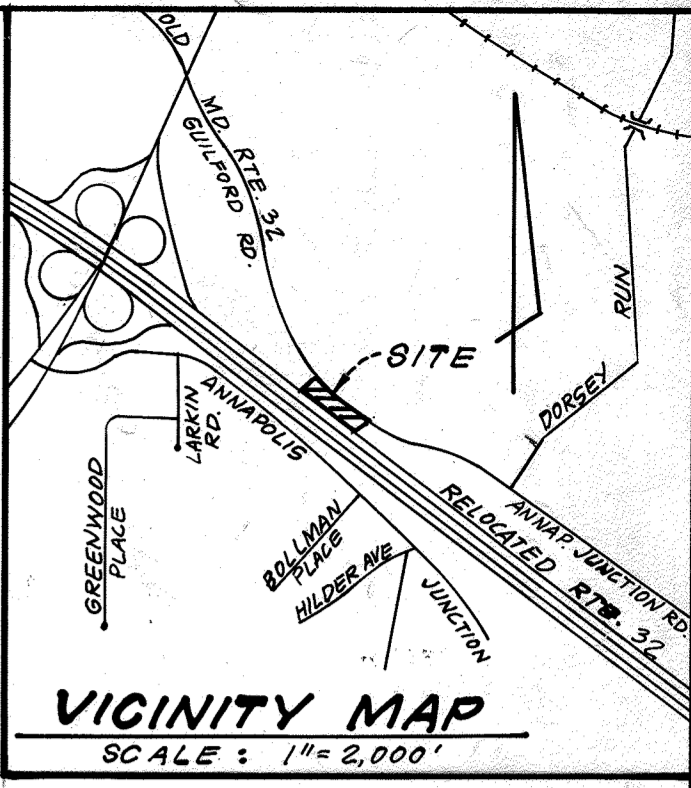 OLD
MD. RTE. 32
GUILFORD RD.
SITE
RUN
DORSEY
LARKIN
RD.
ANNAPOLIS
GREENWOOD
PLACE
BOLLMAN
PLACE
HILDER AVE
JUNCTION
ANNAP. JUNCTION RD.
RELOCATED RTE. 32
VICINITY MAP
SCALE : 1"= 2,000'